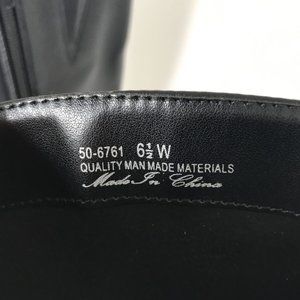 50-6761 6½ W
QUALITY MAN MADE MATERIALS
Made In China